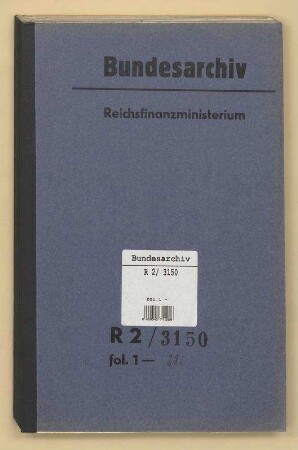 Bundesarchiv
Reichsfinanzministerium
Bundesarchiv
R 2/ 3150
R 2/3150
fol. 1 —